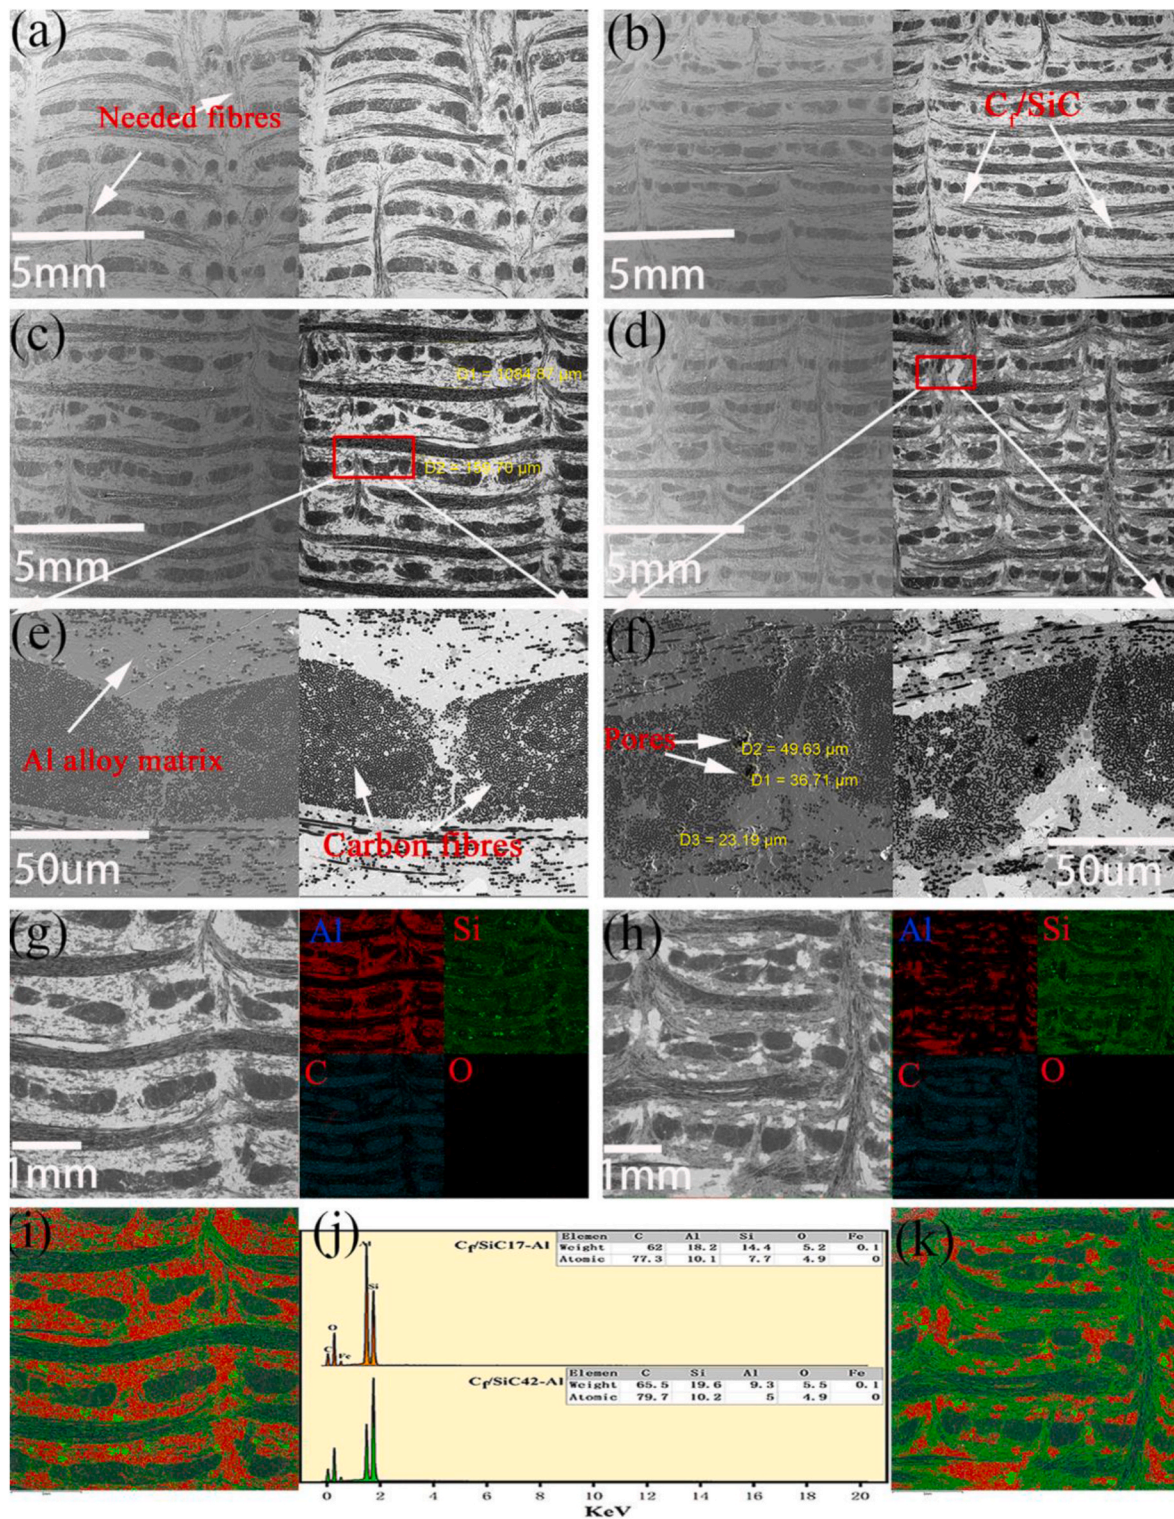 (a)
Needed fibres
5mm
(b)
Cf/SiC
5mm
(c)
D1 = 1084.87 µm
5mm
(d)
5mm
(e)
Al alloy matrix
Carbon fibres
50um
(f)
Pores
D2 = 49.63 µm
D1 = 36.71 µm
D3 = 23.19 µm
50um
(g)
1mm
Al
Si
C
O
(h)
1mm
Al
Si
C
O
(i)
(j)
Al
Si
O
C
Fe
Cf/SiC17-Al
Elemen C Al Si O Fe
Weight 62 18.2 14.4 5.2 0.1
Atomic 77.3 10.1 7.7 4.9 0
Cf/SiC42-Al
Elemen C Si Al O Fe
Weight 65.5 19.6 9.3 5.5 0.1
Atomic 79.7 10.2 5 4.9 0
0 2 4 6 8 10 12 14 16 18 20
KeV
(k)